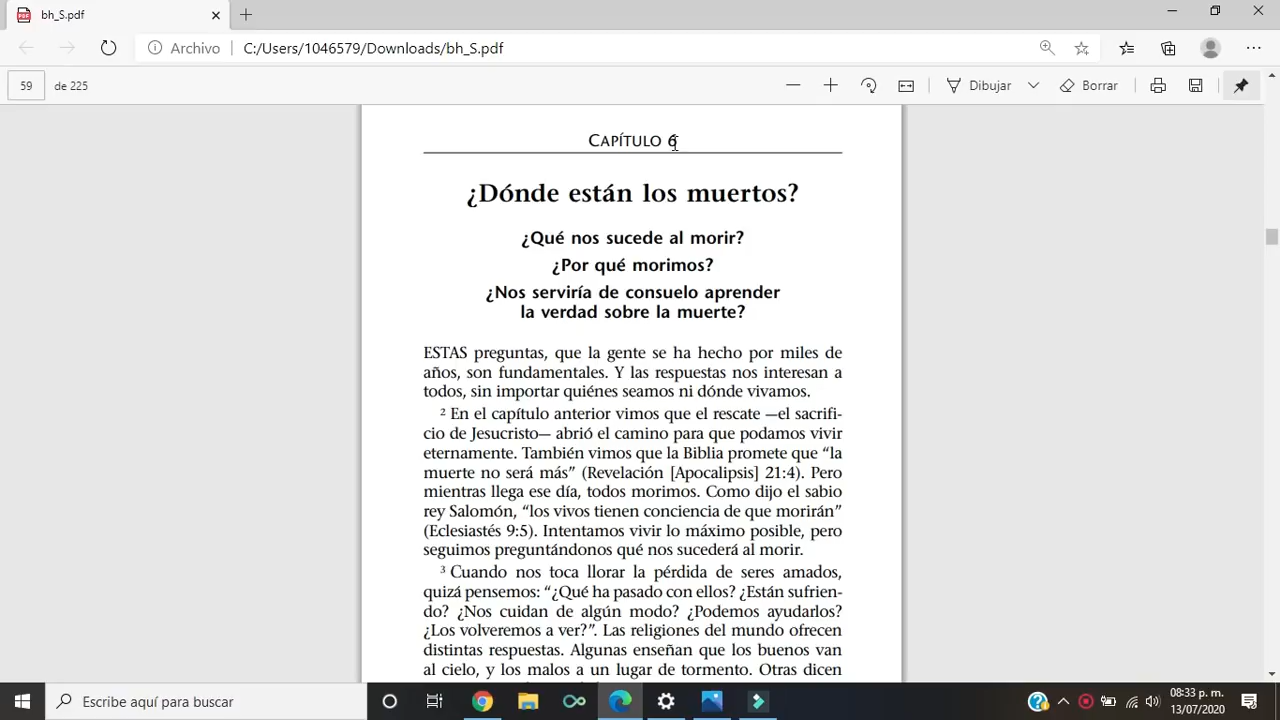 bh_S.pdf
Archivo
C:/Users/1046579/Downloads/bh_S.pdf
59 de 225
Dibujar
Borrar
CAPÍTULO 6
¿Dónde están los muertos?
¿Qué nos sucede al morir?
¿Por qué morimos?
¿Nos serviría de consuelo aprender
la verdad sobre la muerte?
ESTAS preguntas, que la gente se ha hecho por miles de
años, son fundamentales. Y las respuestas nos interesan a
todos, sin importar quiénes seamos ni dónde vivamos.
2 En el capítulo anterior vimos que el rescate —el sacrifi-
cio de Jesucristo— abrió el camino para que podamos vivir
eternamente. También vimos que la Biblia promete que “la
muerte no será más” (Revelación [Apocalipsis] 21:4). Pero
mientras llega ese día, todos morimos. Como dijo el sabio
rey Salomón, “los vivos tienen conciencia de que morirán”
(Eclesiastés 9:5). Intentamos vivir lo máximo posible, pero
seguimos preguntándonos qué nos sucederá al morir.
3 Cuando nos toca llorar la pérdida de seres amados,
quizá pensemos: “¿Qué ha pasado con ellos? ¿Están sufrien-
do? ¿Nos cuidan de algún modo? ¿Podemos ayudarlos?
¿Los volveremos a ver?”. Las religiones del mundo ofrecen
distintas respuestas. Algunas enseñan que los buenos van
al cielo, y los malos a un lugar de tormento. Otras dicen
Escribe aquí para buscar
08:33 p. m.
13/07/2020